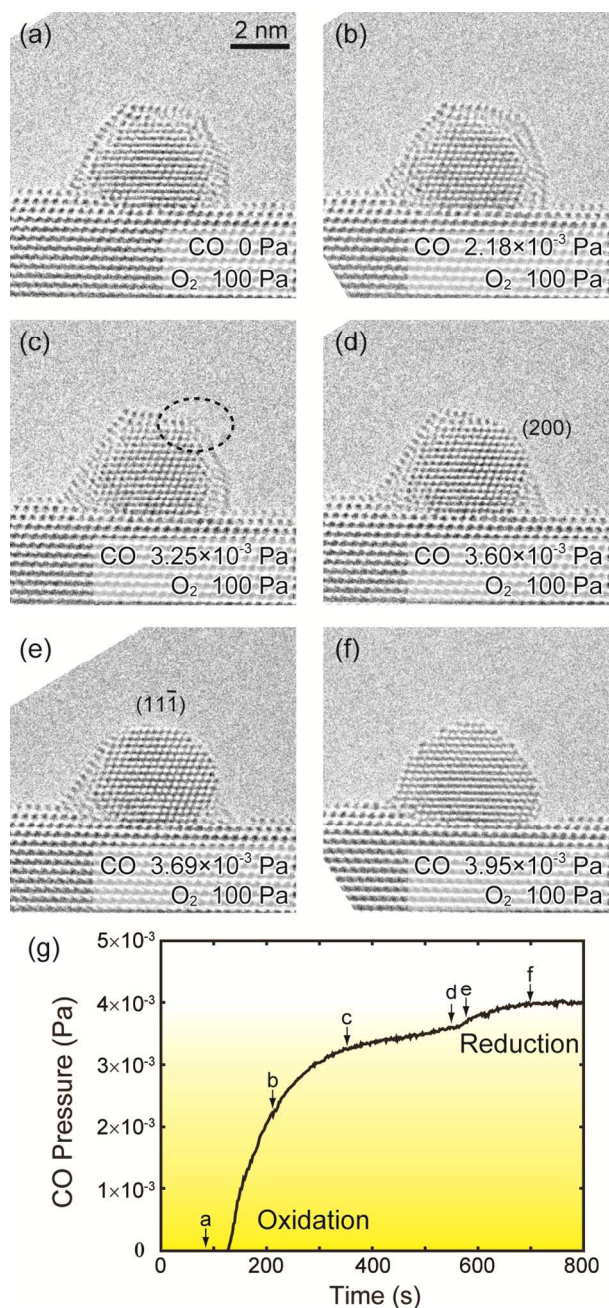 (a)
2 nm
CO 0 Pa
O₂ 100 Pa
(b)
CO 2.18×10⁻³ Pa
O₂ 100 Pa
(c)
CO 3.25×10⁻³ Pa
O₂ 100 Pa
(d)
(200)
CO 3.60×10⁻³ Pa
O₂ 100 Pa
(e)
(111̄)
CO 3.69×10⁻³ Pa
O₂ 100 Pa
(f)
CO 3.95×10⁻³ Pa
O₂ 100 Pa
(g)
CO Pressure (Pa)
5×10⁻³
4×10⁻³
3×10⁻³
2×10⁻³
1×10⁻³
0
a
b
c
d
e
f
Reduction
Oxidation
0 200 400 600 800
Time (s)